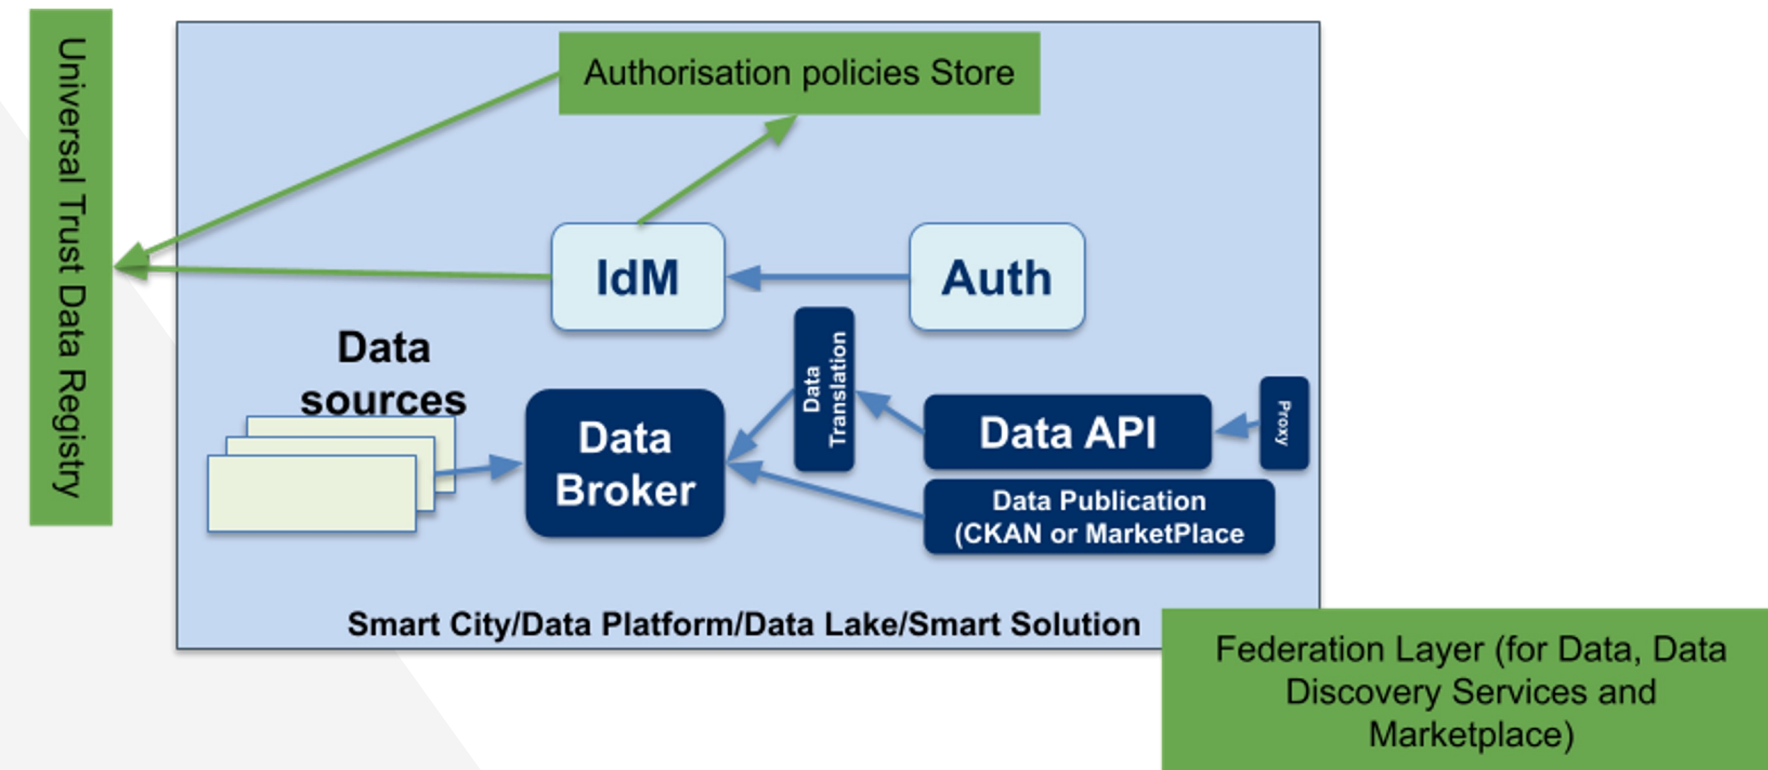 Universal Trust Data Registry
Authorisation policies Store
IdM
Auth
Data
sources
Data
Broker
Data
Translation
Data API
Proxy
Data Publication
(CKAN or MarketPlace
Smart City/Data Platform/Data Lake/Smart Solution
Federation Layer (for Data, Data
Discovery Services and
Marketplace)